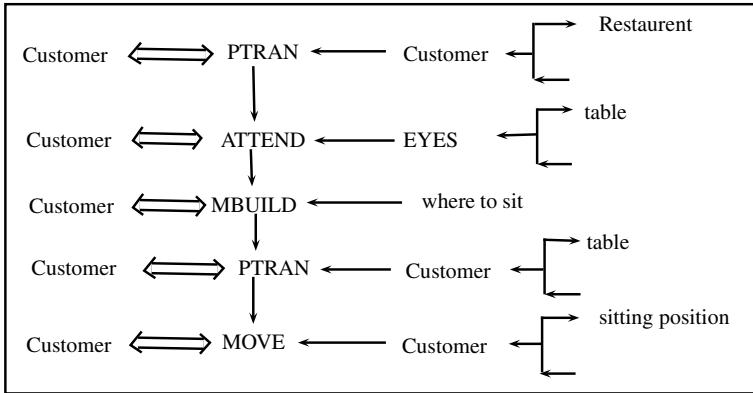 Restaurent
Customer PTRAN Customer
table
Customer ATTEND EYES
Customer MBUILD where to sit
table
Customer PTRAN Customer
sitting position
Customer MOVE Customer